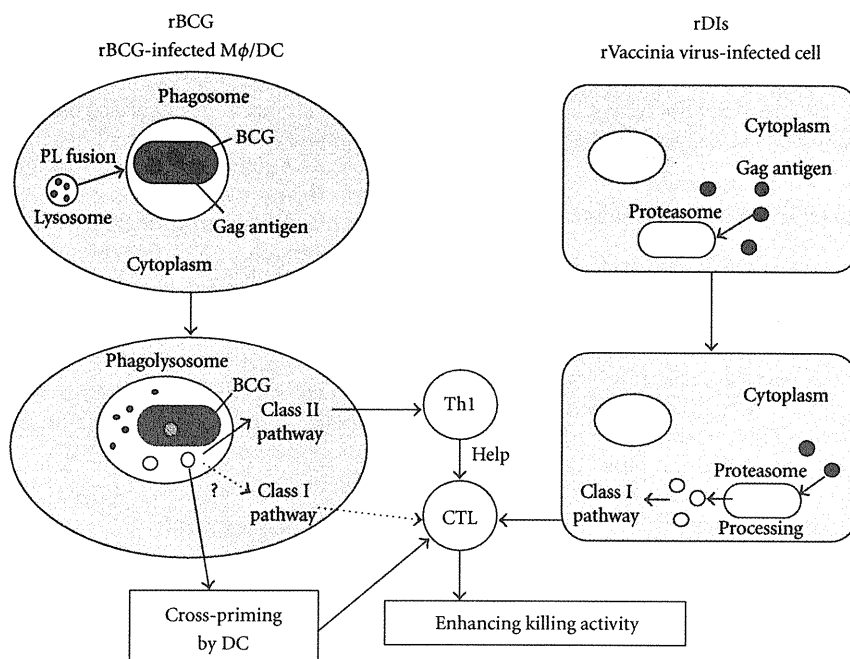 rBCG
rBCG-infected Mϕ/DC
Phagosome
BCG
PL fusion
Lysosome
Gag antigen
Cytoplasm
rDIs
rVaccinia virus-infected cell
Cytoplasm
Gag antigen
Proteasome
Phagolysosome
BCG
Class II
pathway
?
Class I
pathway
Th1
Help
CTL
Cytoplasm
Proteasome
Class I
pathway
Processing
Cross-priming
by DC
Enhancing killing activity